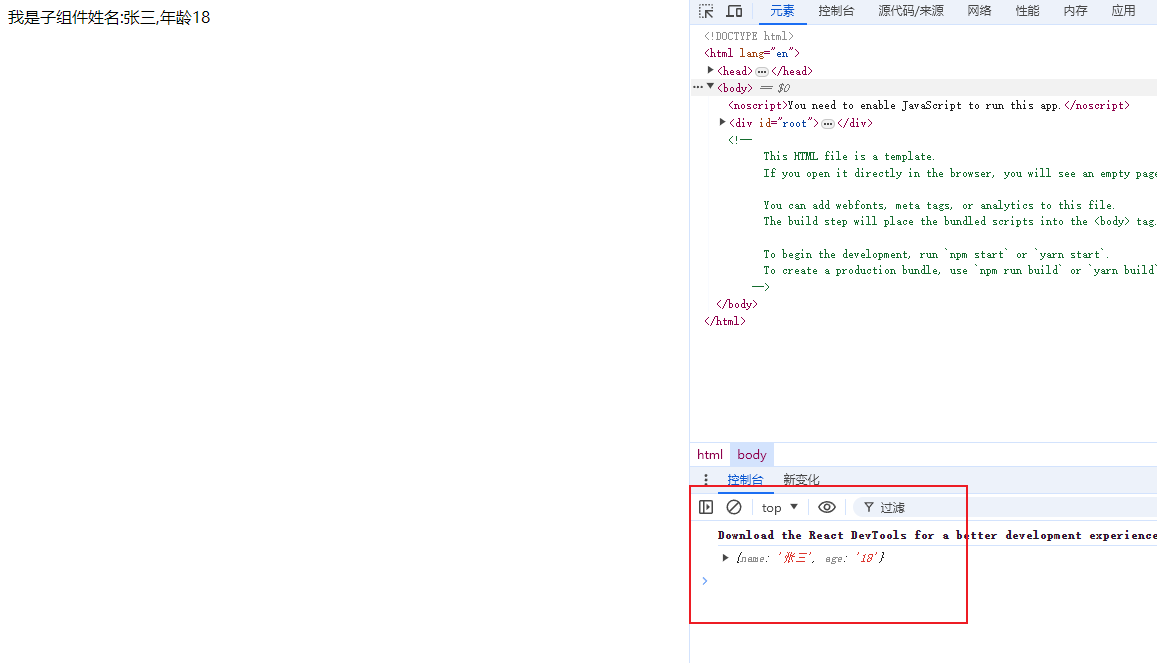 我是子组件姓名:张三,年龄18
元素 控制台 源代码/来源 网络 性能 内存 应用
<!DOCTYPE html>
<html lang="en">
<head> ⋯ </head>
⋯ <body> == $0
<noscript>You need to enable JavaScript to run this app.</noscript>
<div id="root"> ⋯ </div>
<!--
This HTML file is a template.
If you open it directly in the browser, you will see an empty page
You can add webfonts, meta tags, or analytics to this file.
The build step will place the bundled scripts into the <body> tag.
To begin the development, run `npm start` or `yarn start`.
To create a production bundle, use `npm run build` or `yarn build`
-->
</body>
</html>
html body
控制台 新变化
top 过滤
Download the React DevTools for a better development experience
{name: '张三', age: '18'}